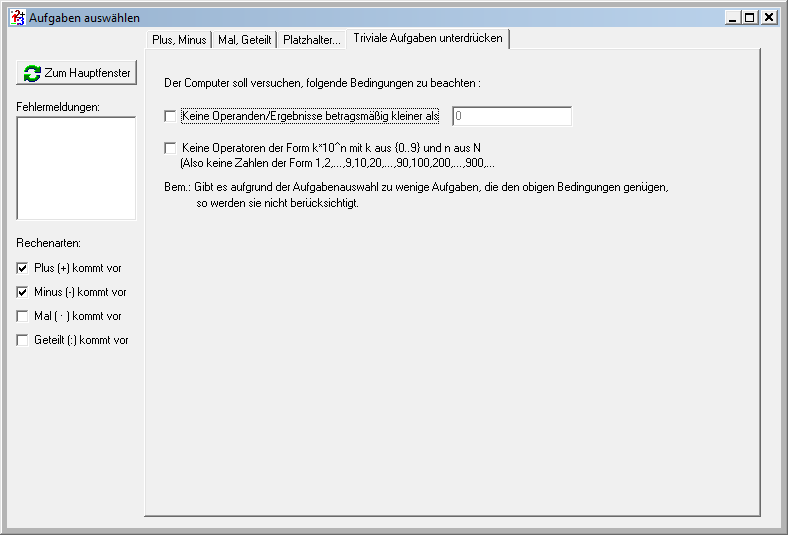 Aufgaben auswählen
Plus, Minus
Mal, Geteilt
Platzhalter...
Triviale Aufgaben unterdrücken
Zum Hauptfenster
Fehlermeldungen:
Rechenarten:
Plus (+) kommt vor
Minus (-) kommt vor
Mal ( · ) kommt vor
Geteilt (:) kommt vor
Der Computer soll versuchen, folgende Bedingungen zu beachten :
Keine Operanden/Ergebnisse betragsmäßig kleiner als
0
Keine Operatoren der Form k*10^n mit k aus {0..9} und n aus N
(Also keine Zahlen der Form 1,2,...,9,10,20,...,90,100,200,...,900,...
Bem.: Gibt es aufgrund der Aufgabenauswahl zu wenige Aufgaben, die den obigen Bedingungen genügen,
so werden sie nicht berücksichtigt.